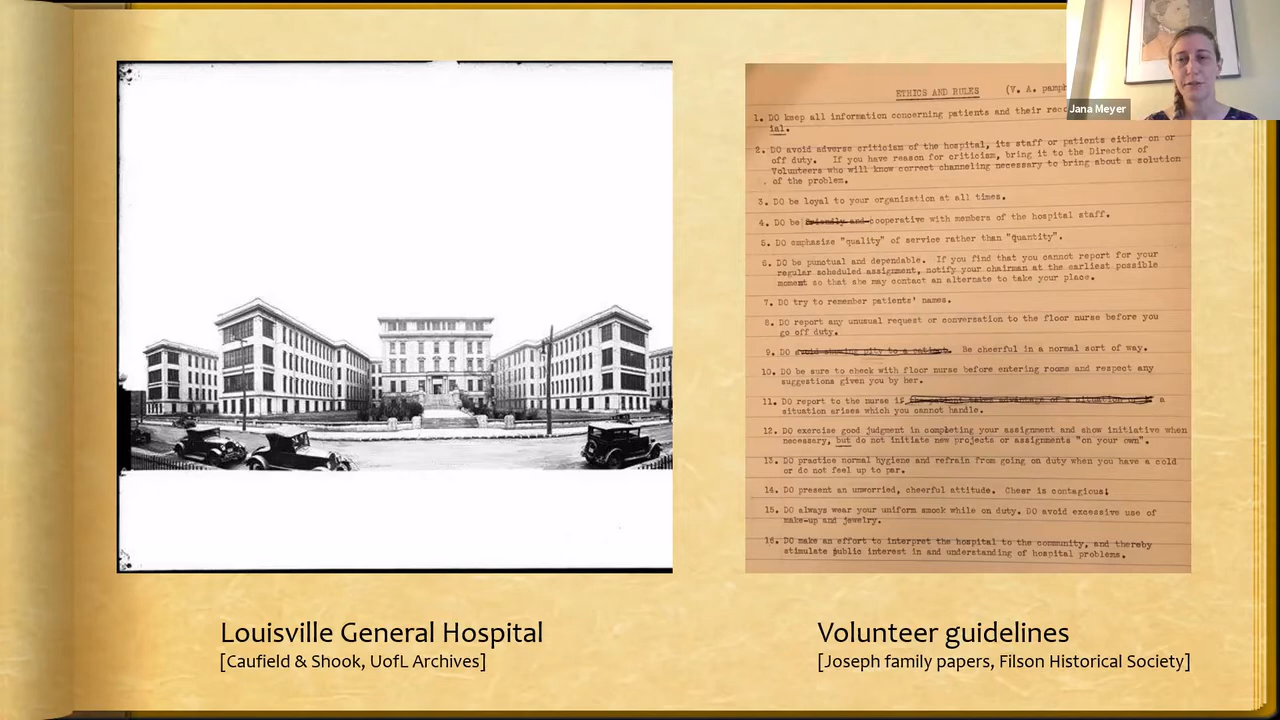 Jana Meyer
ETHICS AND RULES (V. A. pamph
1. DO keep all information concerning patients and their rec
ial.
2. DO avoid adverse criticism of the hospital, its staff or patients either on or
off duty. If you have reason for criticism, bring it to the Director of
Volunteers who will know correct channeling necessary to bring about a solution
of the problem.
3. DO be loyal to your organization at all times.
4. DO be friendly and cooperative with members of the hospital staff.
5. DO emphasize "quality" of service rather than "quantity".
6. DO be punctual and dependable. If you find that you cannot report for your
regular scheduled assignment, notify your chairman at the earliest possible
moment so that she may contact an alternate to take your place.
7. DO try to remember patients' names.
8. DO report any unusual request or conversation to the floor nurse before you
go off duty.
9. DO avoid showing pity to a patient. Be cheerful in a normal sort of way.
10. DO be sure to check with floor nurse before entering rooms and respect any
suggestions given you by her.
11. DO report to the nurse if a
situation arises which you cannot handle.
12. DO exercise good judgment in completing your assignment and show initiative when
necessary, but do not initiate new projects or assignments "on your own".
13. DO practice normal hygiene and refrain from going on duty when you have a cold
or do not feel up to par.
14. DO present an unworried, cheerful attitude. Cheer is contagious!
15. DO always wear your uniform smock while on duty. DO avoid excessive use of
make-up and jewelry.
16. DO make an effort to interpret the hospital to the community, and thereby
stimulate public interest in and understanding of hospital problems.
Louisville General Hospital
[Caufield & Shook, UofL Archives]
Volunteer guidelines
[Joseph family papers, Filson Historical Society]